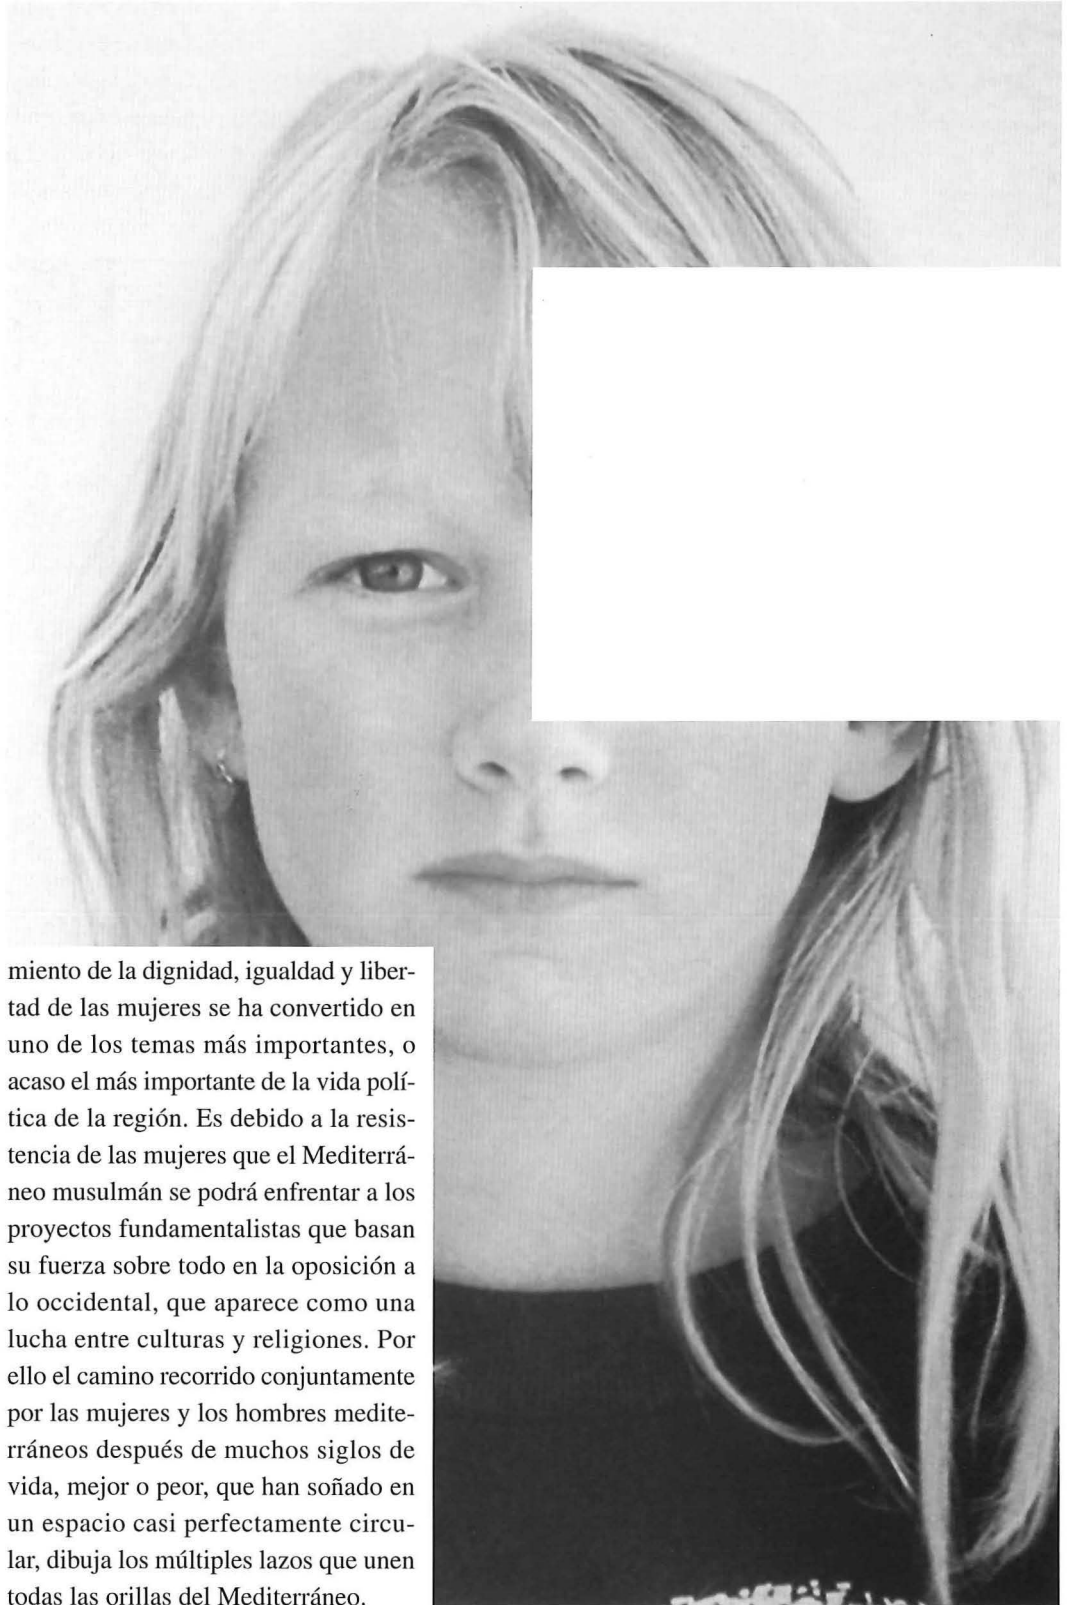 miento de la dignidad, igualdad y liber-
tad de las mujeres se ha convertido en
uno de los temas más importantes, o
acaso el más importante de la vida polí-
tica de la región. Es debido a la resis-
tencia de las mujeres que el Mediterrá-
neo musulmán se podrá enfrentar a los
proyectos fundamentalistas que basan
su fuerza sobre todo en la oposición a
lo occidental, que aparece como una
lucha entre culturas y religiones. Por
ello el camino recorrido conjuntamente
por las mujeres y los hombres medite-
rráneos después de muchos siglos de
vida, mejor o peor, que han soñado en
un espacio casi perfectamente circu-
lar, dibuja los múltiples lazos que unen
todas las orillas del Mediterráneo.